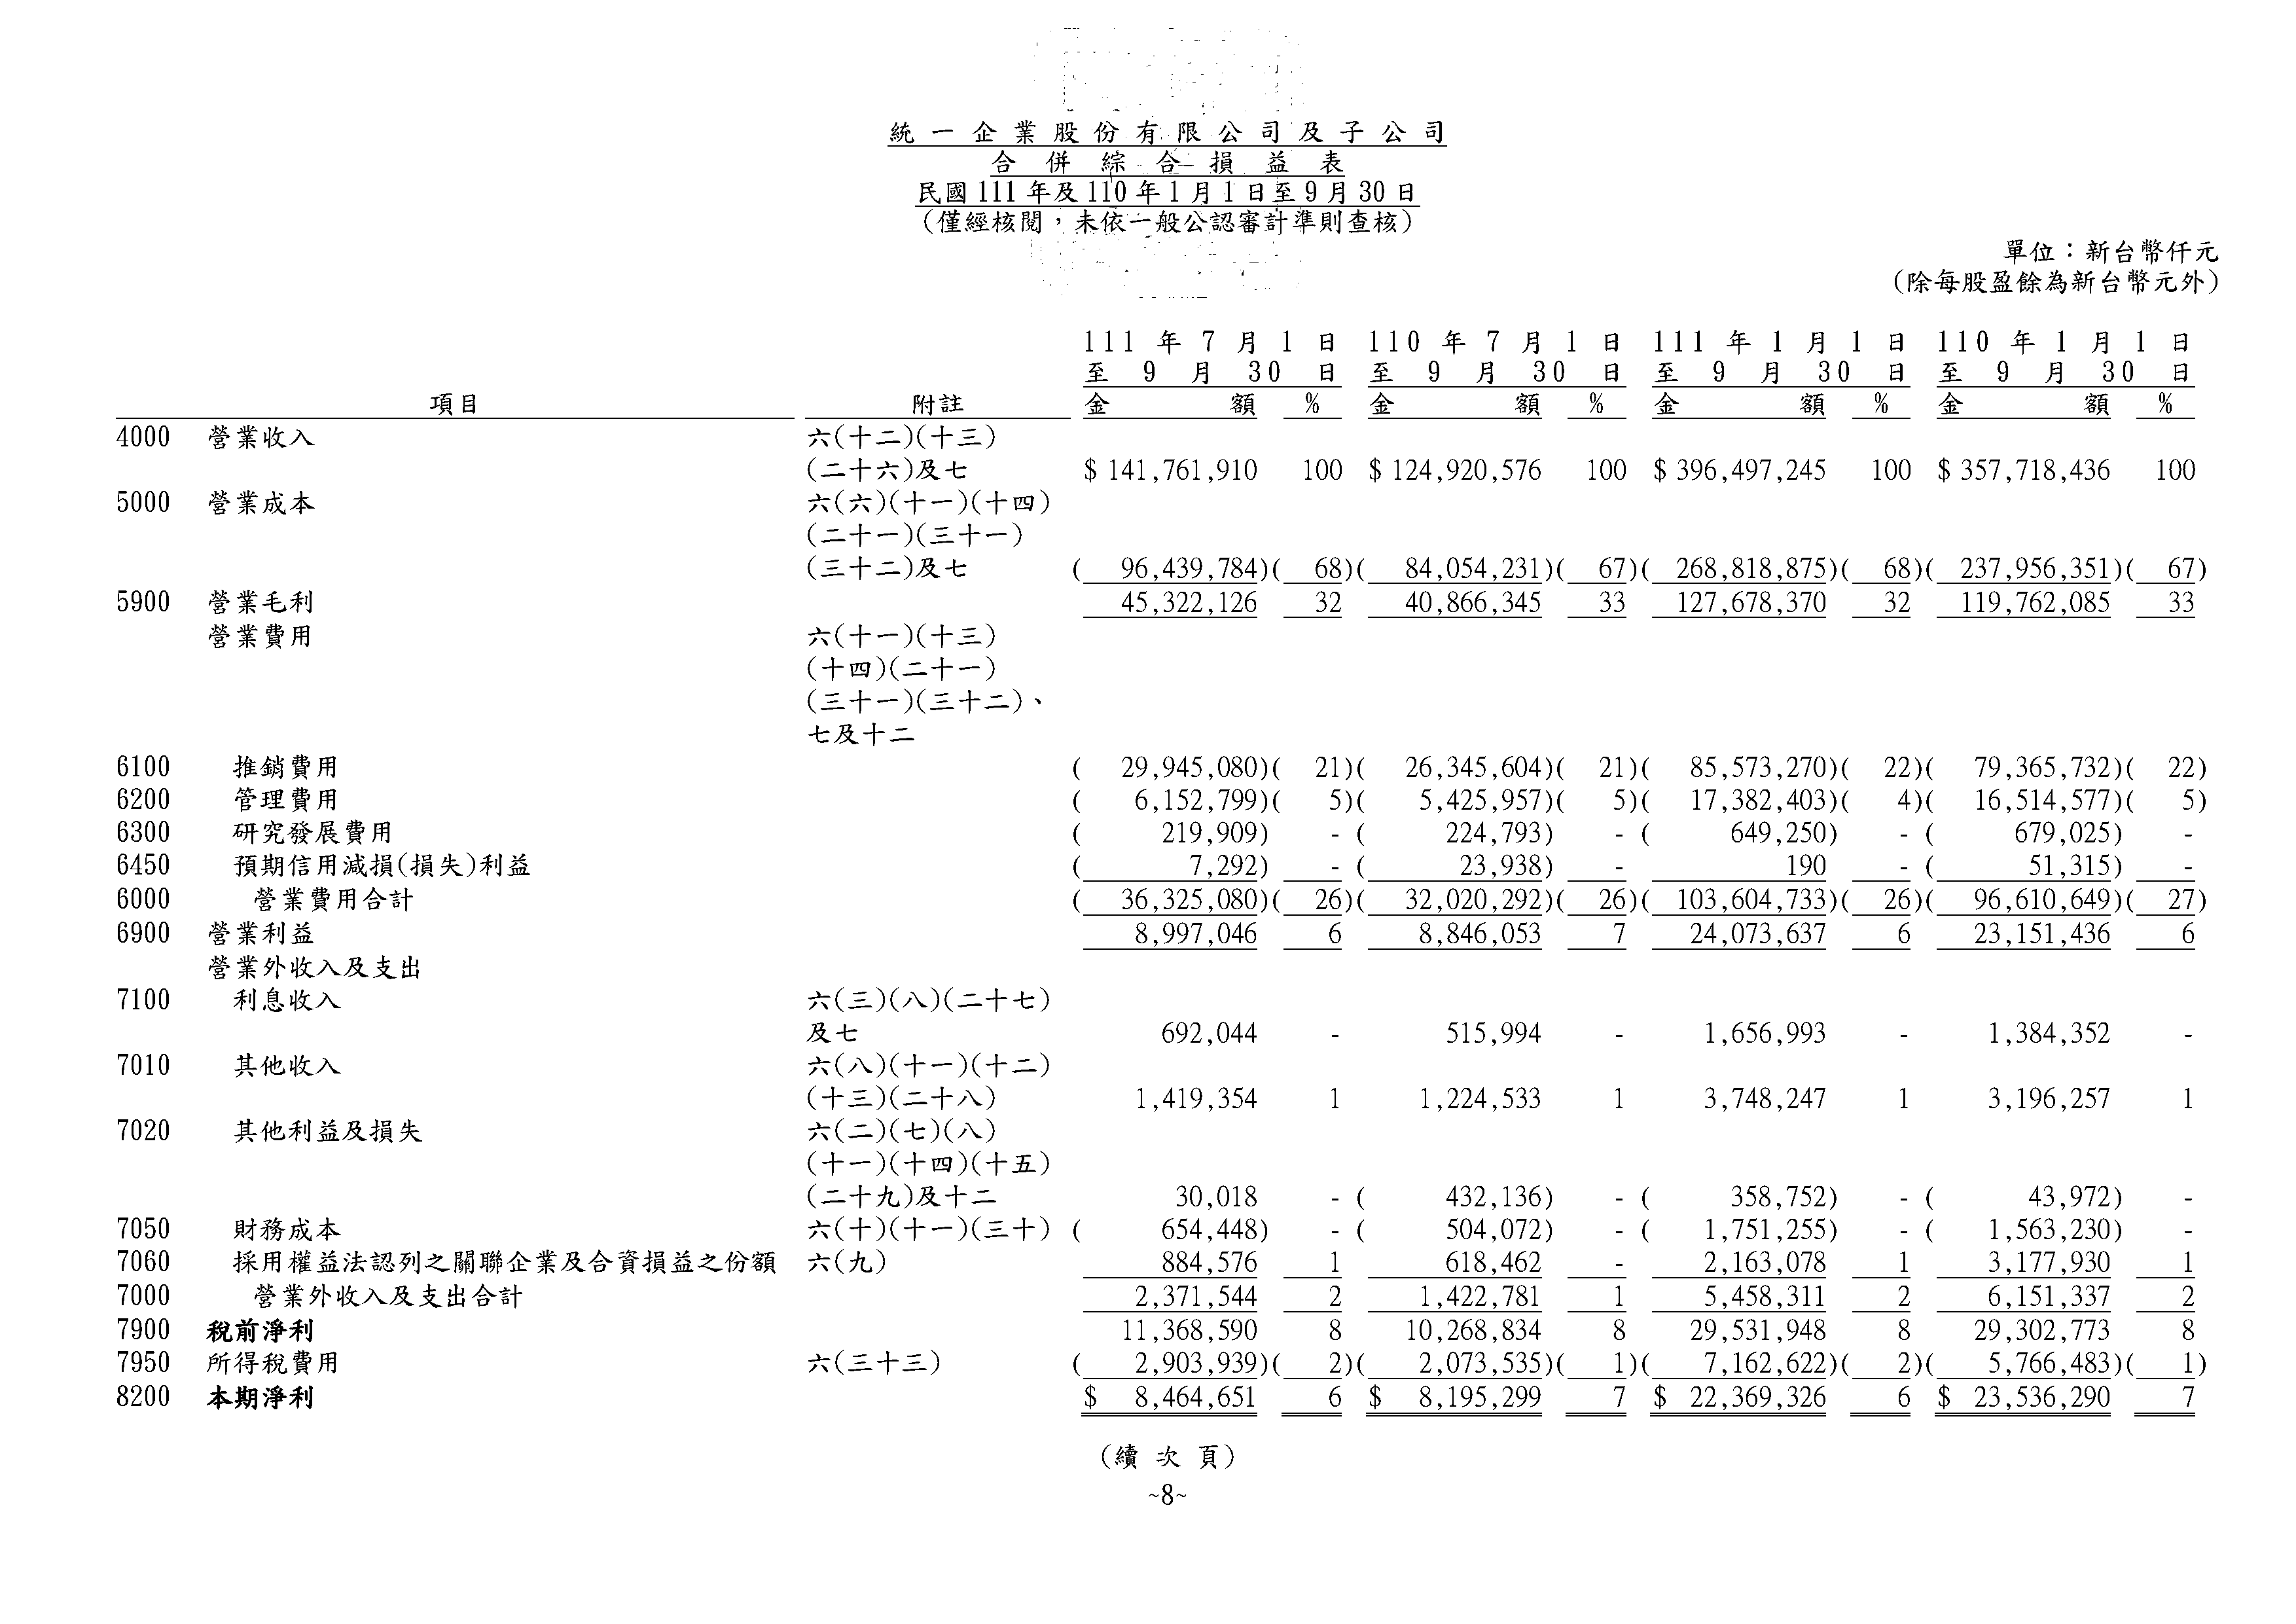 統一企業股份有限公司及子公司
合併綜合損益表
民國111年及110年1月1日至9月30日
(僅經核閱，未依一般公認審計準則查核)
單位：新台幣仟元
(除每股盈餘為新台幣元外)
111年7月1日 110年7月1日 111年1月1日 110年1月1日
至9月30日 至9月30日 至9月30日 至9月30日
項目 附註 金額 % 金額 % 金額 % 金額 %
4000 營業收入 六(十二)(十三)
(二十六)及七 $ 141,761,910 100 $ 124,920,576 100 $ 396,497,245 100 $ 357,718,436 100
5000 營業成本 六(六)(十一)(十四)
(二十一)(三十一)
(三十二)及七 ( 96,439,784)( 68)( 84,054,231)( 67)( 268,818,875)( 68)( 237,956,351)( 67)
5900 營業毛利 45,322,126 32 40,866,345 33 127,678,370 32 119,762,085 33
營業費用 六(十一)(十三)
(十四)(二十一)
(三十一)(三十二)、
七及十二
6100 推銷費用 ( 29,945,080)( 21)( 26,345,604)( 21)( 85,573,270)( 22)( 79,365,732)( 22)
6200 管理費用 ( 6,152,799)( 5)( 5,425,957)( 5)( 17,382,403)( 4)( 16,514,577)( 5)
6300 研究發展費用 ( 219,909) - ( 224,793) - ( 649,250) - ( 679,025) -
6450 預期信用減損(損失)利益 ( 7,292) - ( 23,938) - 190 - ( 51,315) -
6000 營業費用合計 ( 36,325,080)( 26)( 32,020,292)( 26)( 103,604,733)( 26)( 96,610,649)( 27)
6900 營業利益 8,997,046 6 8,846,053 7 24,073,637 6 23,151,436 6
營業外收入及支出
7100 利息收入 六(三)(八)(二十七)
及七 692,044 - 515,994 - 1,656,993 - 1,384,352 -
7010 其他收入 六(八)(十一)(十二)
(十三)(二十八) 1,419,354 1 1,224,533 1 3,748,247 1 3,196,257 1
7020 其他利益及損失 六(二)(七)(八)
(十一)(十四)(十五)
(二十九)及十二 30,018 - ( 432,136) - ( 358,752) - ( 43,972) -
7050 財務成本 六(十)(十一)(三十) ( 654,448) - ( 504,072) - ( 1,751,255) - ( 1,563,230) -
7060 採用權益法認列之關聯企業及合資損益之份額 六(九) 884,576 1 618,462 - 2,163,078 1 3,177,930 1
7000 營業外收入及支出合計 2,371,544 2 1,422,781 1 5,458,311 2 6,151,337 2
7900 稅前淨利 11,368,590 8 10,268,834 8 29,531,948 8 29,302,773 8
7950 所得稅費用 六(三十三) ( 2,903,939)( 2)( 2,073,535)( 1)( 7,162,622)( 2)( 5,766,483)( 1)
8200 本期淨利 $ 8,464,651 6 $ 8,195,299 7 $ 22,369,326 6 $ 23,536,290 7
(續次頁)
~8~